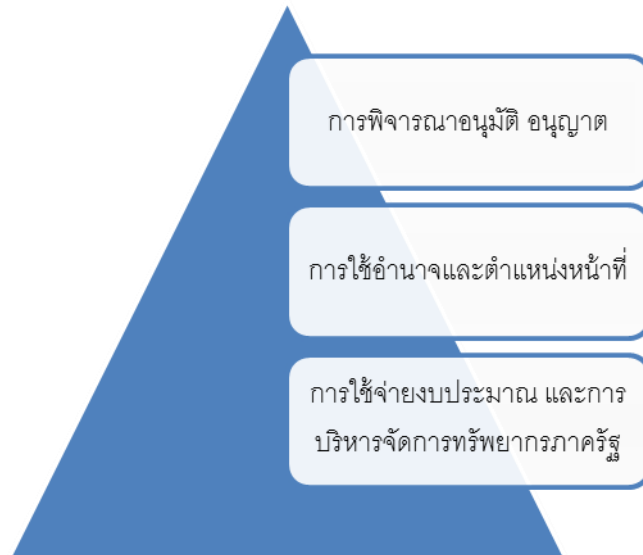 การพิจารณาอนุมัติ อนุญาต
การใช้อำนาจและตำแหน่งหน้าที่
การใช้จ่ายงบประมาณ และการ
บริหารจัดการทรัพยากรภาครัฐ